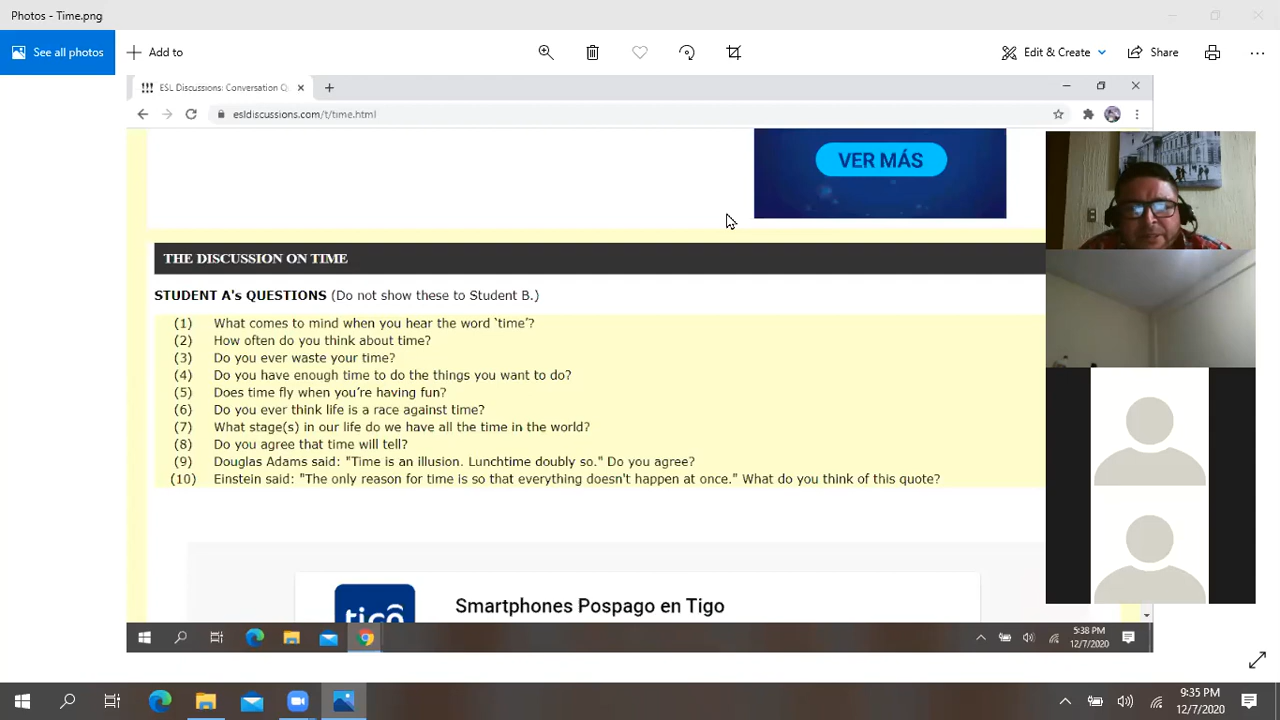 Photos - Time.png
See all photos
Add to
Edit & Create
Share
ESL Discussions: Conversation Q
esldiscussions.com/t/time.html
VER MÁS
THE DISCUSSION ON TIME
STUDENT A's QUESTIONS (Do not show these to Student B.)
(1) What comes to mind when you hear the word ‘time’?
(2) How often do you think about time?
(3) Do you ever waste your time?
(4) Do you have enough time to do the things you want to do?
(5) Does time fly when you’re having fun?
(6) Do you ever think life is a race against time?
(7) What stage(s) in our life do we have all the time in the world?
(8) Do you agree that time will tell?
(9) Douglas Adams said: "Time is an illusion. Lunchtime doubly so." Do you agree?
(10) Einstein said: "The only reason for time is so that everything doesn't happen at once." What do you think of this quote?
tigo
Smartphones Pospago en Tigo
5:38 PM
12/7/2020
9:35 PM
12/7/2020